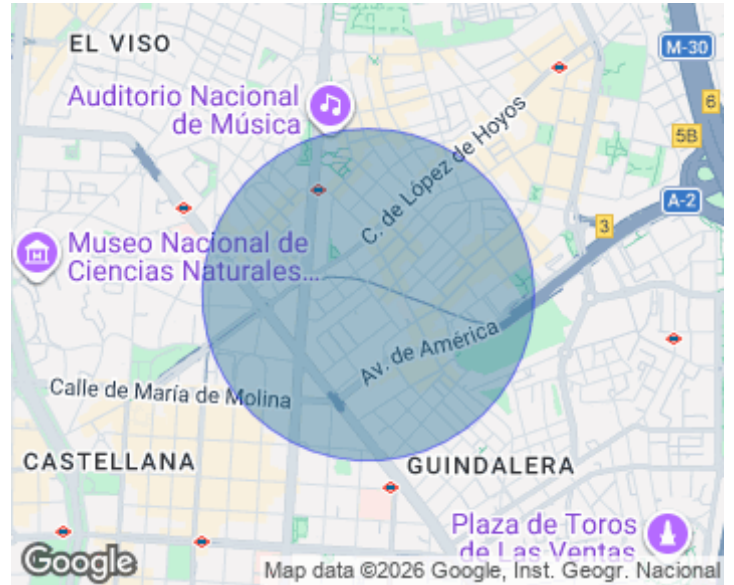 EL VISO
M-30
Auditorio Nacional
de Música
6
5B
C. de López de Hoyos
A-2
3
Museo Nacional de
Ciencias Naturales...
Av. de América
Calle de María de Molina
CASTELLANA
GUINDALERA
Plaza de Toros
de Las Ventas
Google
Map data ©2026 Google, Inst. Geogr. Nacional